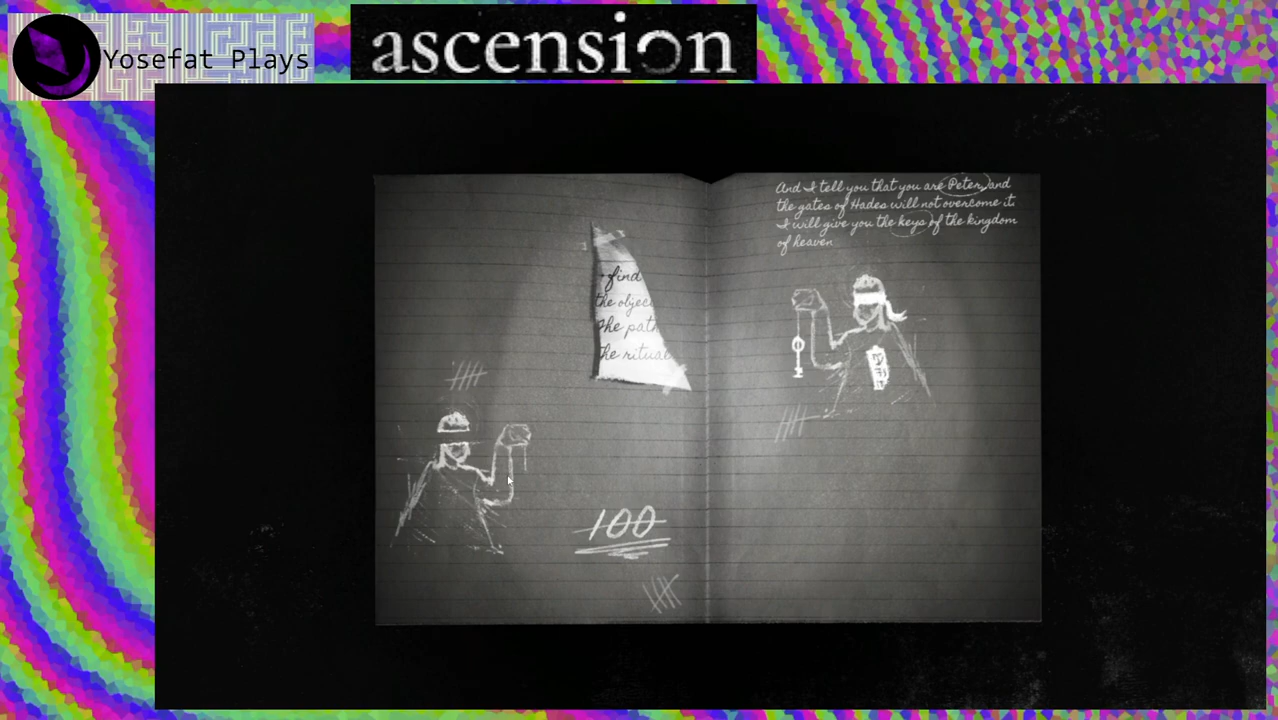 Yosefat Plays
ascension
find
the objec
the path
the ritual
100
And I tell you that you are Peter, and
the gates of Hades will not overcome it.
I will give you the keys of the kingdom
of heaven